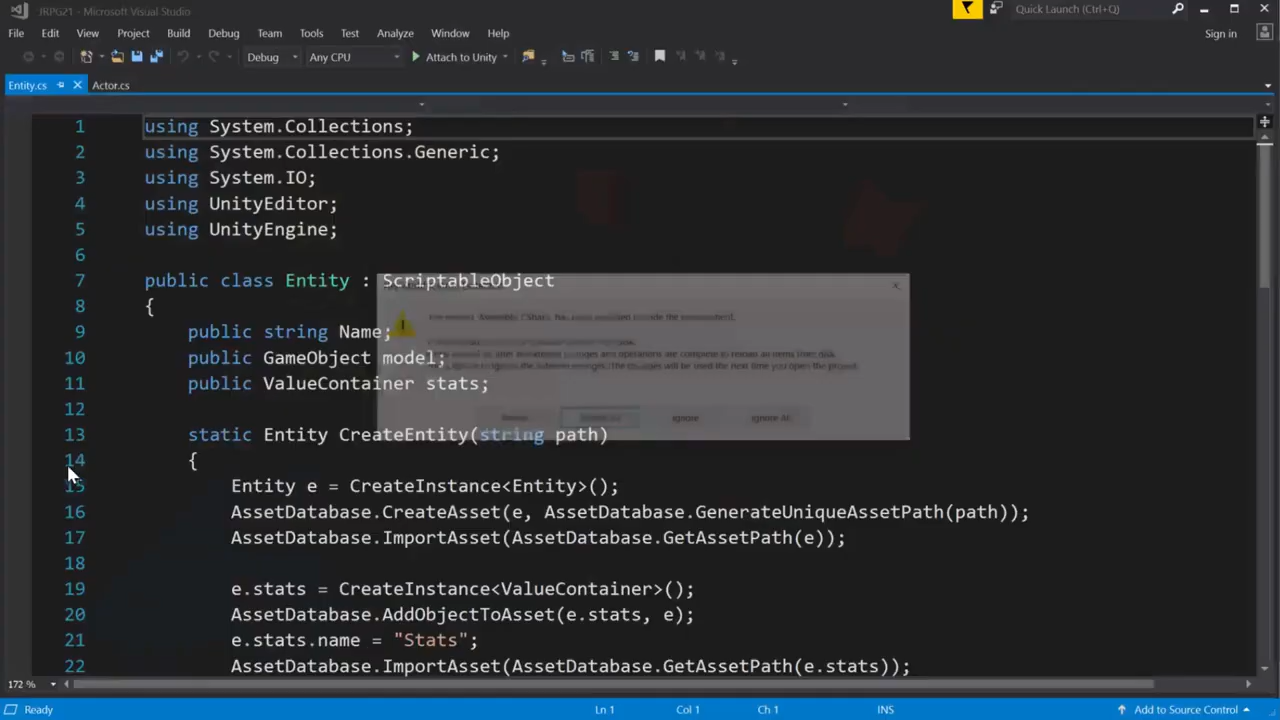 JRPG21 - Microsoft Visual Studio
Quick Launch (Ctrl+Q)
File Edit View Project Build Debug Team Tools Test Analyze Window Help
Sign in
Debug Any CPU Attach to Unity
Entity.cs Actor.cs
1 using System.Collections;
2 using System.Collections.Generic;
3 using System.IO;
4 using UnityEditor;
5 using UnityEngine;
6
7 public class Entity : ScriptableObject
8 {
9 public string Name;
10 public GameObject model;
11 public ValueContainer stats;
12
13 static Entity CreateEntity(string path)
14 {
15 Entity e = CreateInstance<Entity>();
16 AssetDatabase.CreateAsset(e, AssetDatabase.GenerateUniqueAssetPath(path));
17 AssetDatabase.ImportAsset(AssetDatabase.GetAssetPath(e));
18
19 e.stats = CreateInstance<ValueContainer>();
20 AssetDatabase.AddObjectToAsset(e.stats, e);
21 e.stats.name = "Stats";
22 AssetDatabase.ImportAsset(AssetDatabase.GetAssetPath(e.stats));
Ignore Ignore All
172 %
Ready Ln 1 Col 1 Ch 1 INS Add to Source Control